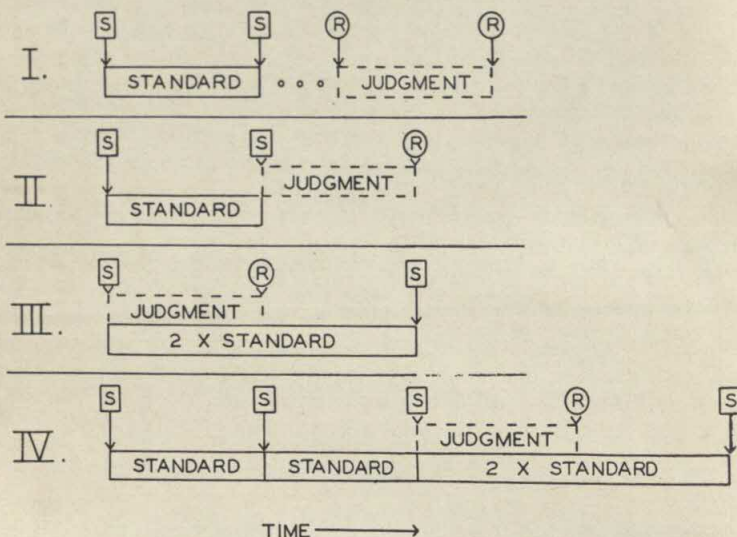 S S R R
I. STANDARD JUDGMENT
S S R
JUDGMENT
II. STANDARD
S R S
JUDGMENT
III. 2 X STANDARD
S S S R S
JUDGMENT
IV. STANDARD STANDARD 2 X STANDARD
TIME